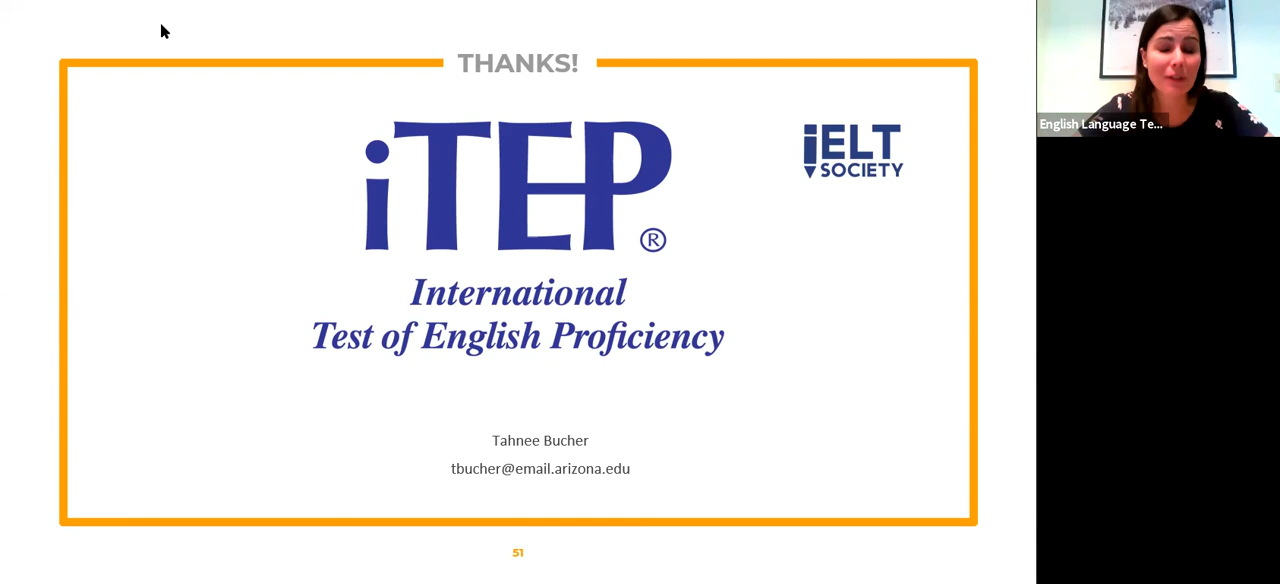 THANKS!
iTEP®
iELT
SOCIETY
International
Test of English Proficiency
Tahnee Bucher
tbucher@email.arizona.edu
51
English Language Te...